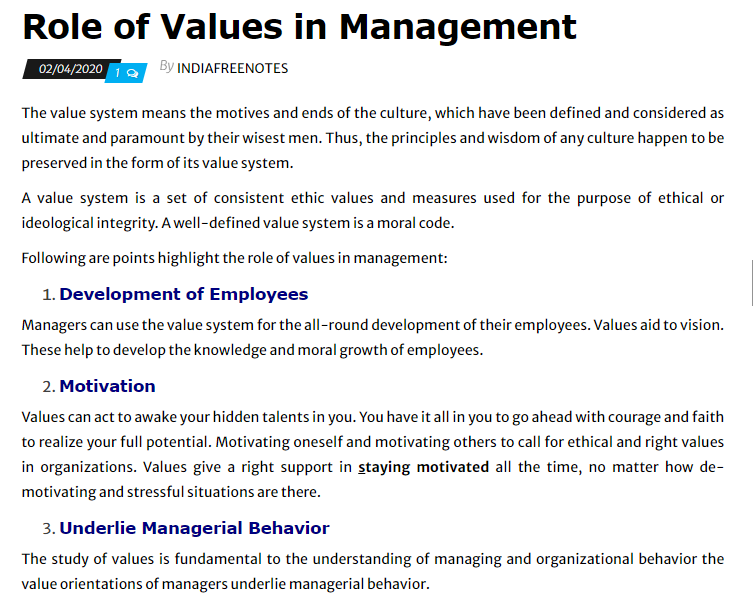 Role of Values in Management
02/04/2020 1 By INDIAFREENOTES
The value system means the motives and ends of the culture, which have been defined and considered as
ultimate and paramount by their wisest men. Thus, the principles and wisdom of any culture happen to be
preserved in the form of its value system.
A value system is a set of consistent ethic values and measures used for the purpose of ethical or
ideological integrity. A well-defined value system is a moral code.
Following are points highlight the role of values in management:
1. Development of Employees
Managers can use the value system for the all-round development of their employees. Values aid to vision.
These help to develop the knowledge and moral growth of employees.
2. Motivation
Values can act to awake your hidden talents in you. You have it all in you to go ahead with courage and faith
to realize your full potential. Motivating oneself and motivating others to call for ethical and right values
in organizations. Values give a right support in staying motivated all the time, no matter how de-
motivating and stressful situations are there.
3. Underlie Managerial Behavior
The study of values is fundamental to the understanding of managing and organizational behavior the
value orientations of managers underlie managerial behavior.